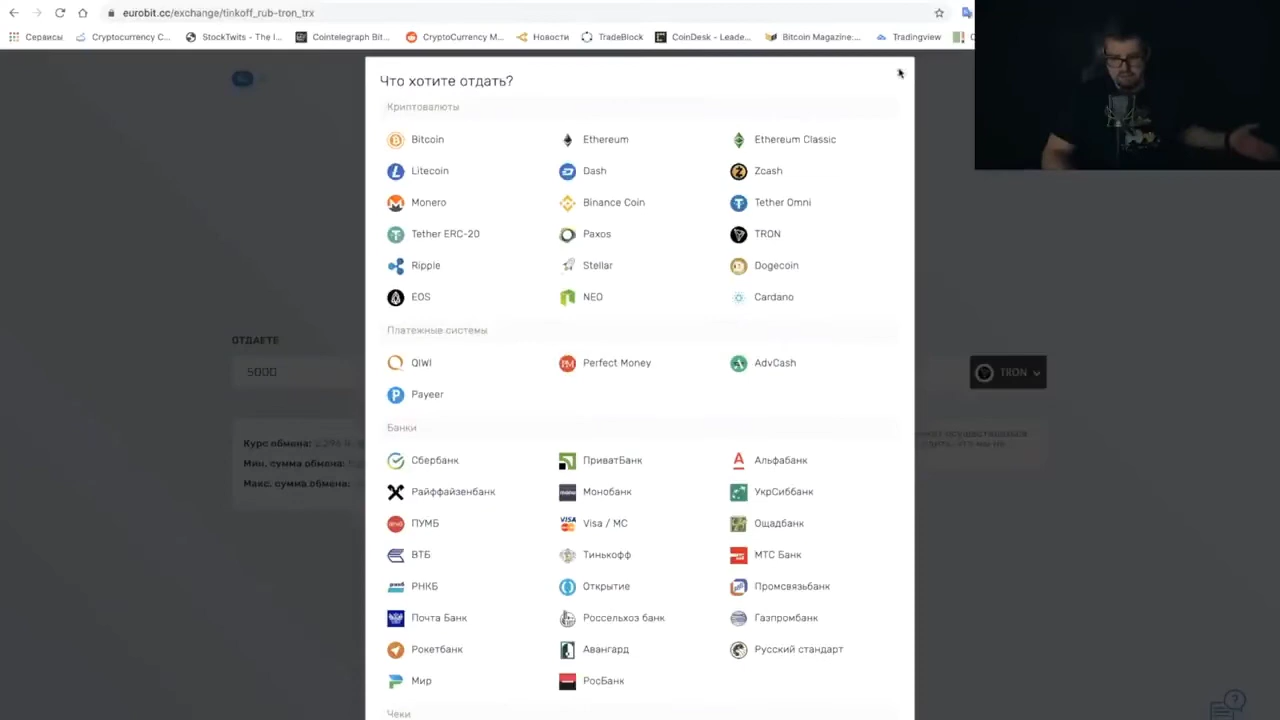 eurobit.cc/exchange/tinkoff_rub-tron_trx
Сервисы Cryptocurrency C... StockTwits - The l... Cointelegraph Bit... CryptoCurrency M... Новости TradeBlock CoinDesk - Leade... Bitcoin Magazine:... Tradingview
Что хотите отдать?
Криптовалюты
Bitcoin Ethereum Ethereum Classic
Litecoin Dash Zcash
Monero Binance Coin Tether Omni
Tether ERC-20 Paxos TRON
Ripple Stellar Dogecoin
EOS NEO Cardano
Платежные системы
ОТДАЕТЕ
QIWI Perfect Money AdvCash
5000
TRON
Payeer
Банки
Курс обмена:
Мин. сумма обмена:
Макс. сумма обмена:
Сбербанк ПриватБанк Альфабанк
Райффайзенбанк Монобанк УкрСиббанк
ПУМБ Visa / MC Ощадбанк
ВТБ Тинькофф МТС Банк
РНКБ Открытие Промсвязьбанк
Почта Банк Россельхоз банк Газпромбанк
Рокетбанк Авангард Русский стандарт
Мир РосБанк
Чеки